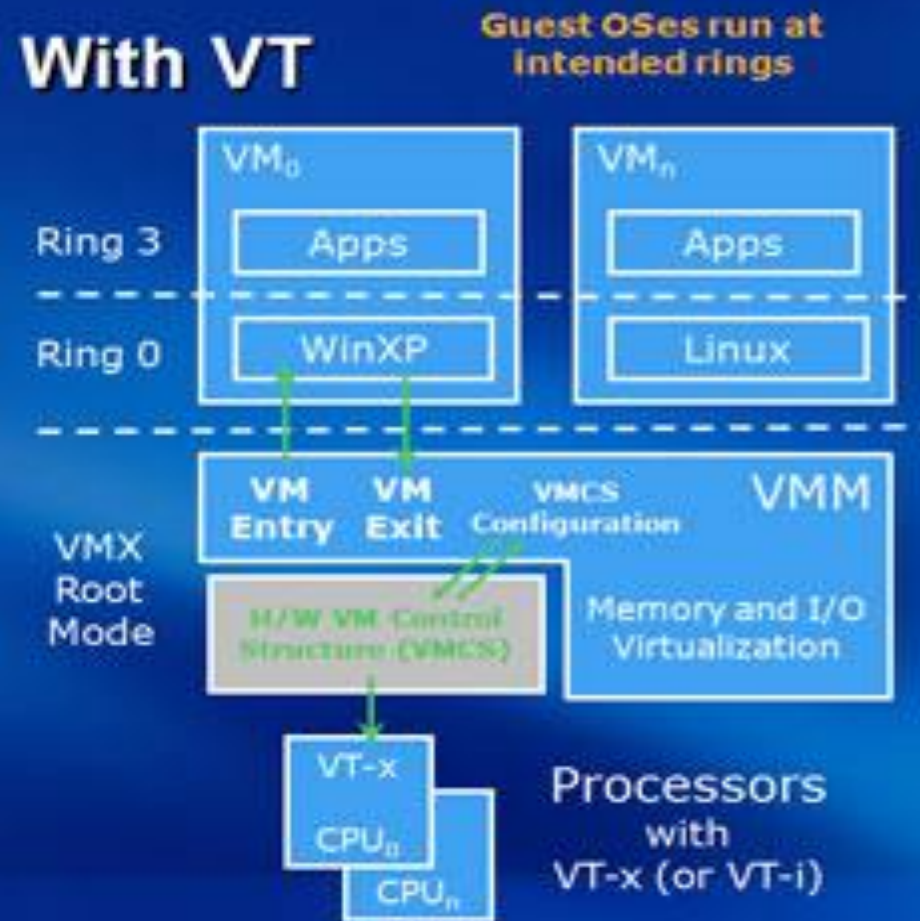 With VT
Guest OSes run at
intended rings
VM₀
VMₙ
Ring 3
Apps
Apps
Ring 0
WinXP
Linux
VM
Entry
VM
Exit
VMCS
Configuration
VMM
VMX
Root
Mode
H/W VM Control
Structure (VMCS)
Memory and I/O
Virtualization
VT-x
CPU₀
CPUₙ
Processors
with
VT-x (or VT-i)